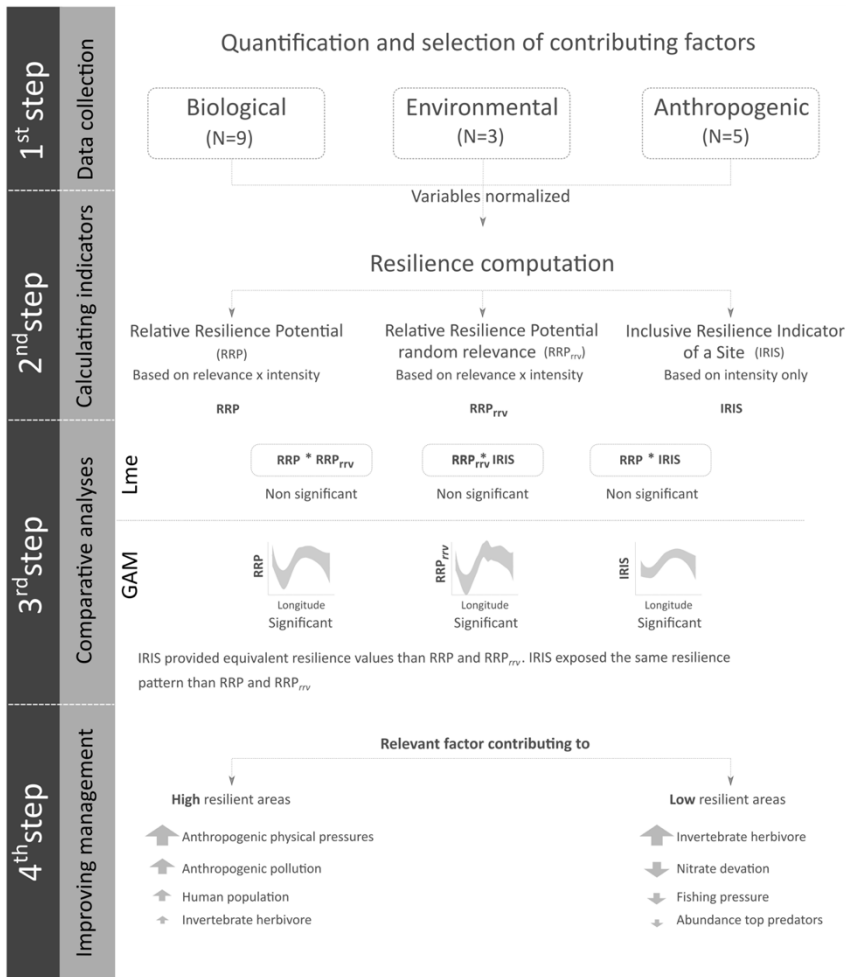 1st step
Data collection
Quantification and selection of contributing factors
Biological
(N=9)
Environmental
(N=3)
Anthropogenic
(N=5)
Variables normalized
2nd step
Calculating indicators
Resilience computation
Relative Resilience Potential
(RRP)
Based on relevance x intensity
RRP
Relative Resilience Potential
random relevance (RRPrrv)
Based on relevance x intensity
RRPrrv
Inclusive Resilience Indicator
of a Site (IRIS)
Based on intensity only
IRIS
3rd step
Comparative analyses
Lme
RRP * RRPrrv
Non significant
RRPrrv * IRIS
Non significant
RRP * IRIS
Non significant
GAM
RRP
Longitude
Significant
RRPrrv
Longitude
Significant
IRIS
Longitude
Significant
IRIS provided equivalent resilience values than RRP and RRPrrv. IRIS exposed the same resilience
pattern than RRP and RRPrrv
4th step
Improving management
Relevant factor contributing to
High resilient areas
Anthropogenic physical pressures
Anthropogenic pollution
Human population
Invertebrate herbivore
Low resilient areas
Invertebrate herbivore
Nitrate devation
Fishing pressure
Abundance top predators